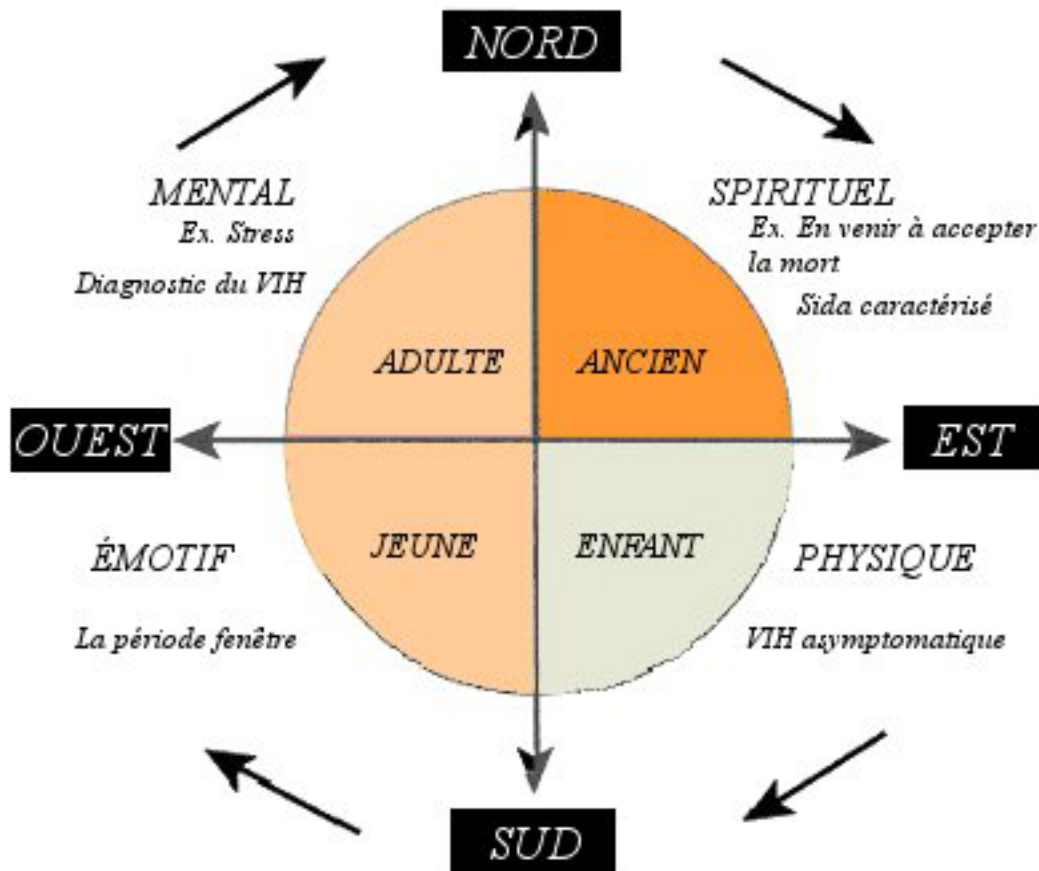 NORD
MENTAL
Ex. Stress
Diagnostic du VIH
SPIRITUEL
Ex. En venir à accepter
la mort
Sida caractérisé
ADULTE
ANCIEN
OUEST
EST
JEUNE
ENFANT
ÉMOTIF
La période fenêtre
PHYSIQUE
VIH asymptomatique
SUD